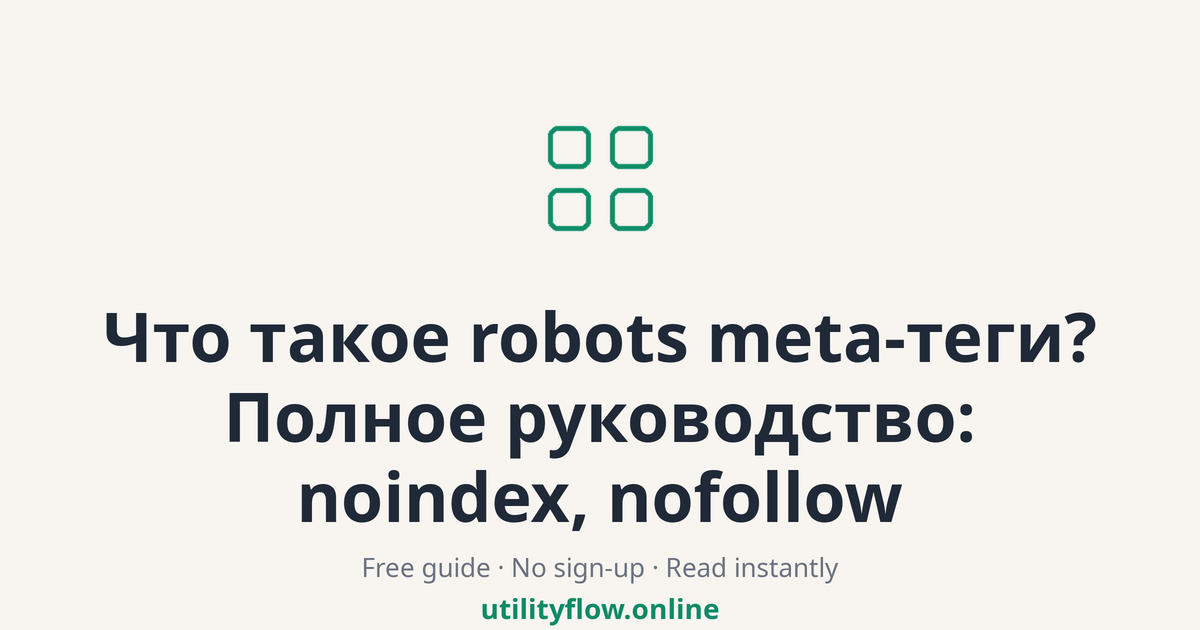 Что такое robots meta-теги?
Полное руководство:
noindex, nofollow
Free guide · No sign-up · Read instantly
utilityflow.online